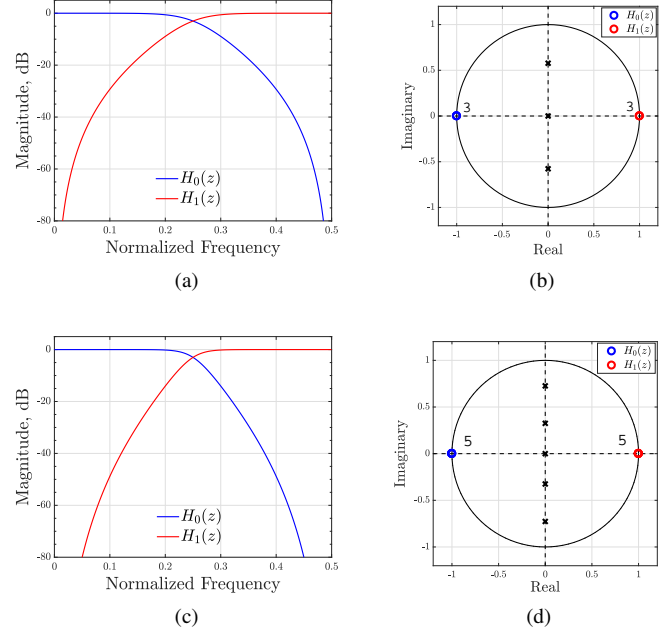 0
-20
-40
-60
-80
Magnitude, dB
H₀(z)
H₁(z)
0 0.1 0.2 0.3 0.4 0.5
Normalized Frequency
(a)
1
0.5
0
-0.5
-1
Imaginary
H₀(z)
H₁(z)
3
3
-1 -0.5 0 0.5 1
Real
(b)
0
-20
-40
-60
-80
Magnitude, dB
H₀(z)
H₁(z)
0 0.1 0.2 0.3 0.4 0.5
Normalized Frequency
(c)
1
0.5
0
-0.5
-1
Imaginary
H₀(z)
H₁(z)
5
5
-1 -0.5 0 0.5 1
Real
(d)